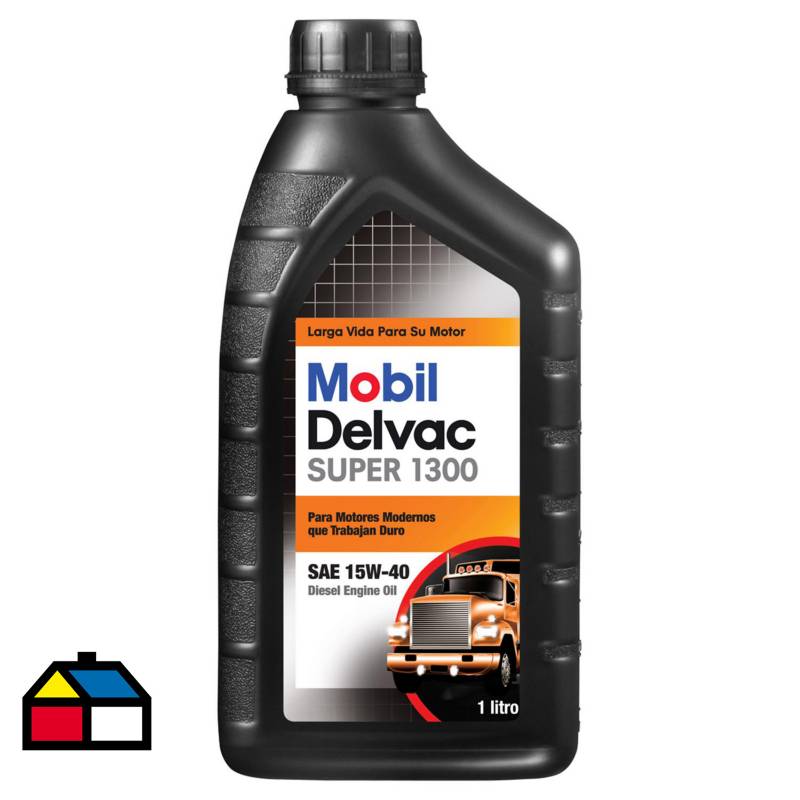 Larga Vida Para Su Motor
Mobil
Delvac
SUPER 1300
Para Motores Modernos
que Trabajan Duro
SAE 15W-40
Diesel Engine Oil
1 litro